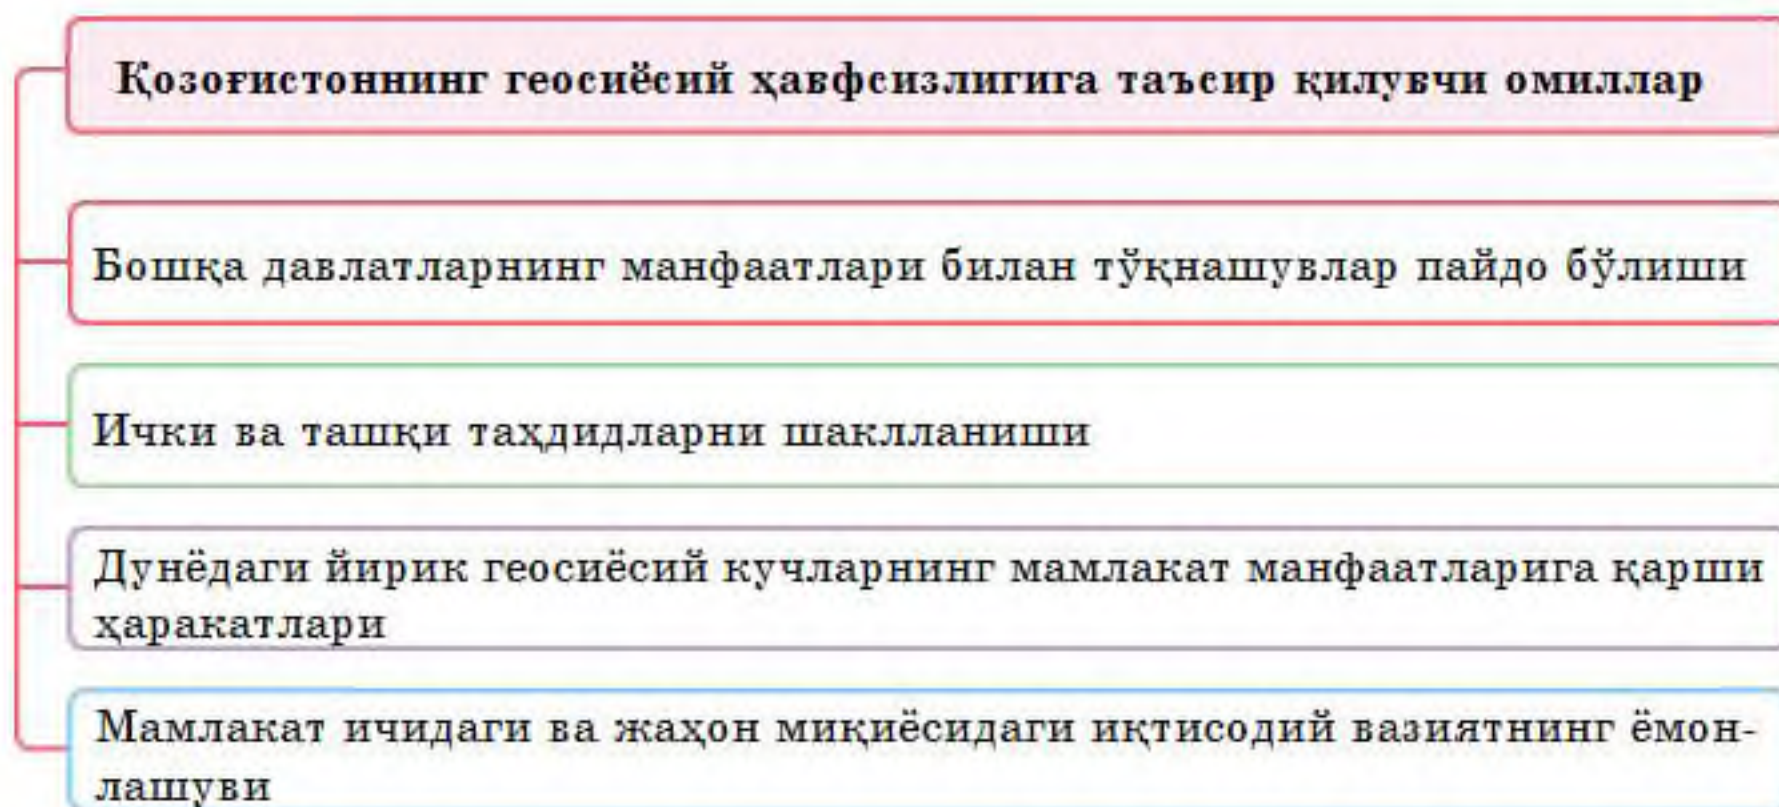 Қозоғистоннинг геосиёсий ҳавфсизлигига таъсир қилувчи омиллар
Бошқа давлатларнинг манфаатлари билан тўқнашувлар пайдо бўлиши
Ички ва ташқи таҳдидларни шаклланиши
Дунёдаги йирик геосиёсий кучларнинг мамлакат манфаатларига қарши
ҳаракатлари
Мамлакат ичидаги ва жаҳон миқиёсидаги иқтисодий вазиятнинг ёмон-
лашуви